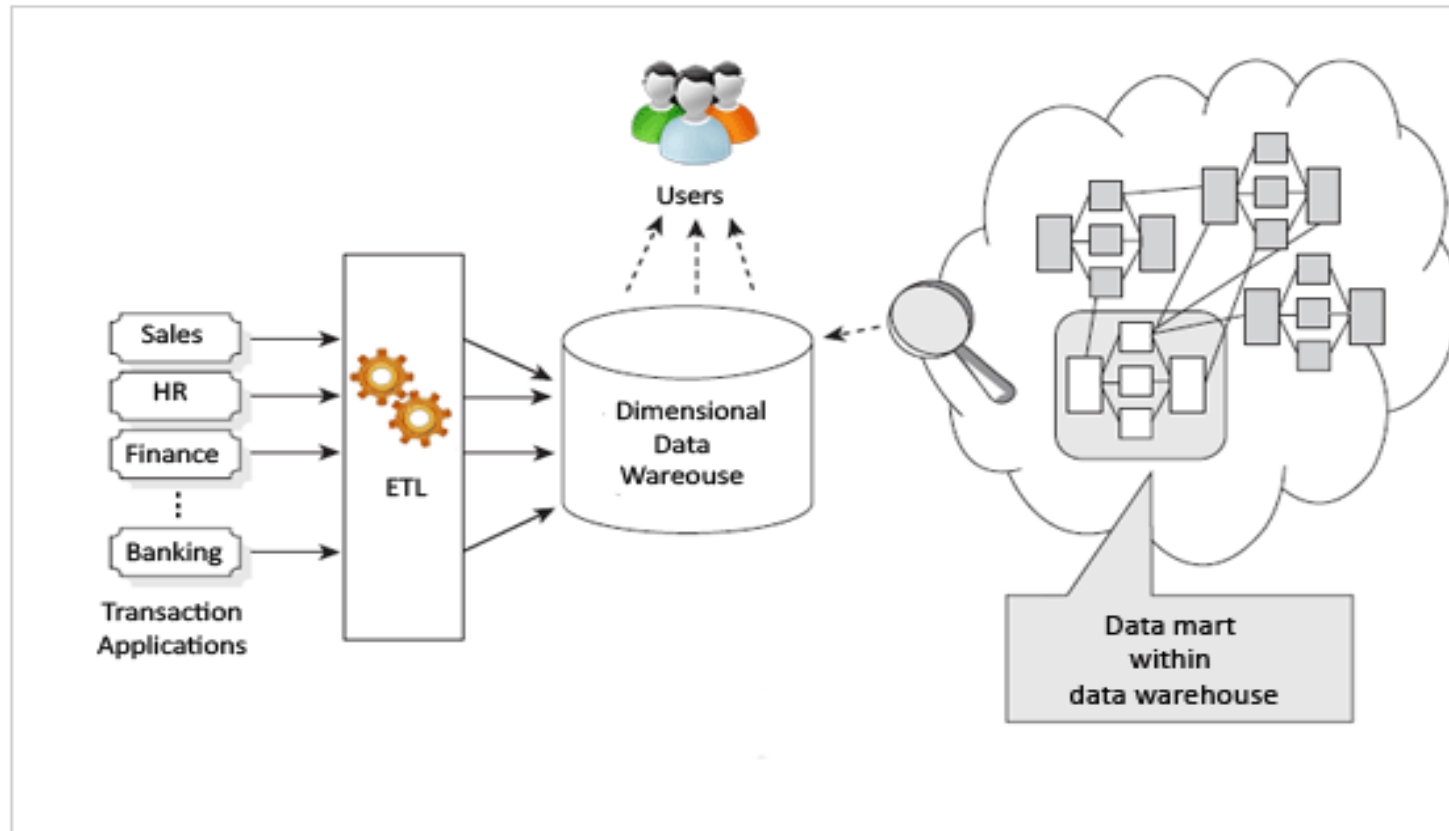 Users
Sales
HR
Finance
Banking
Transaction
Applications
ETL
Dimensional
Data
Wareouse
Data mart
within
data warehouse